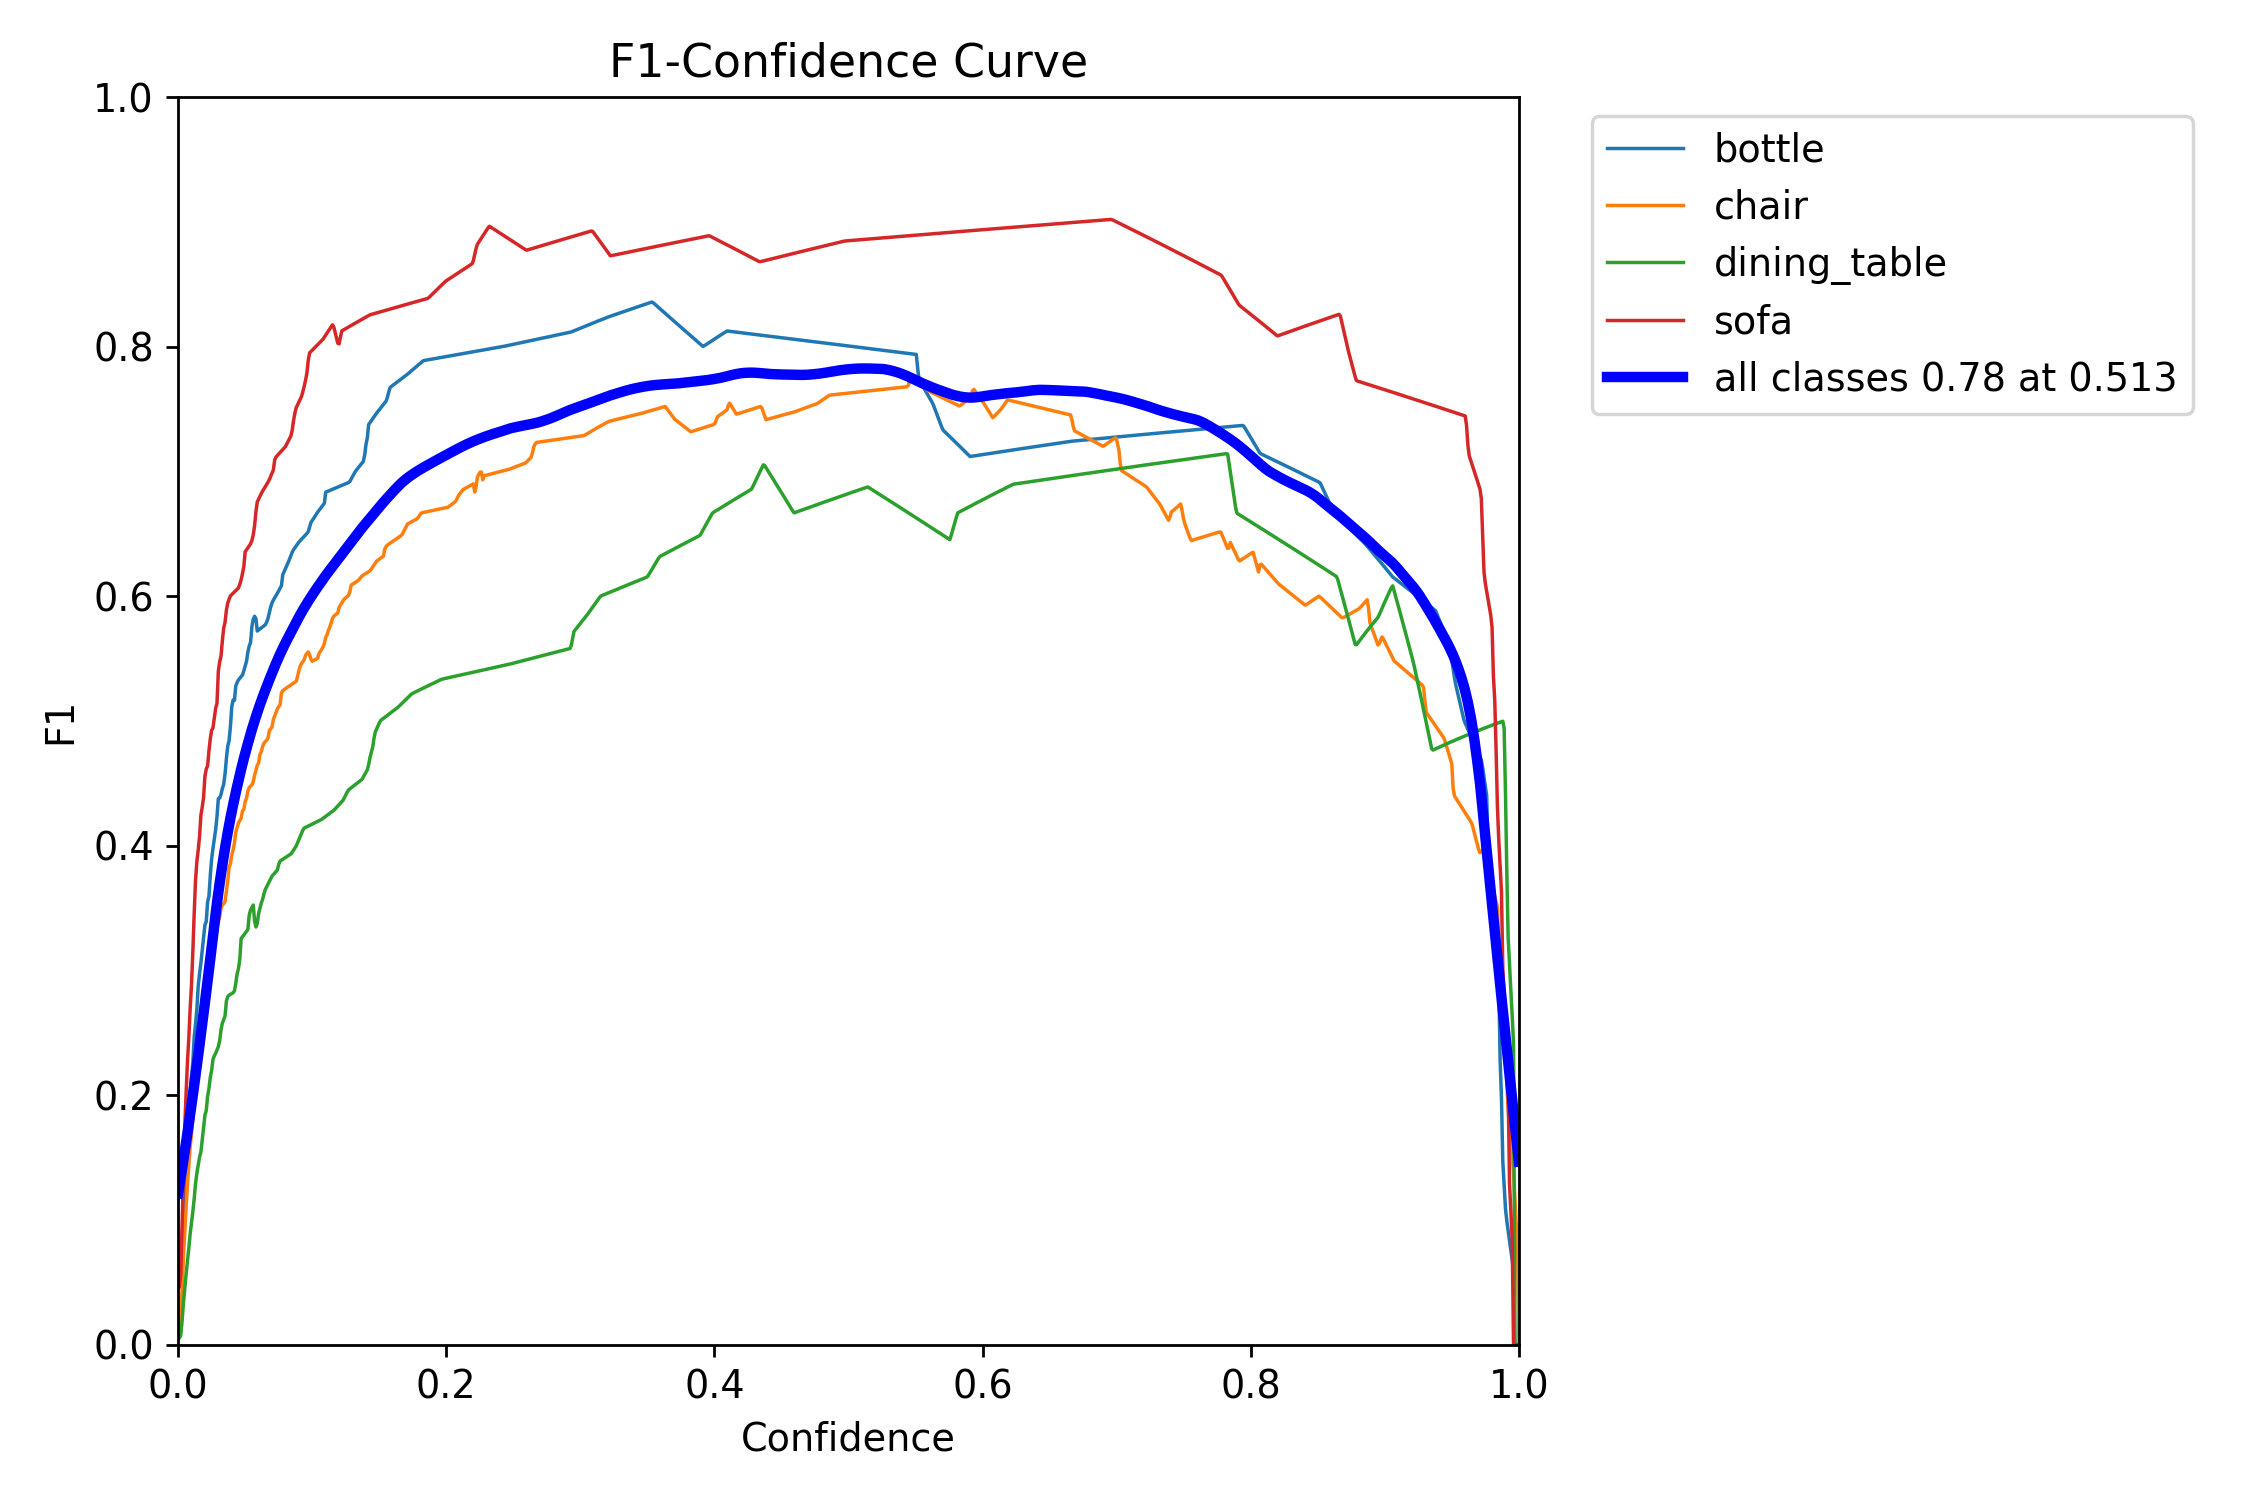 F1-Confidence Curve
1.0
0.8
0.6
0.4
0.2
0.0
F1
0.0 0.2 0.4 0.6 0.8 1.0
Confidence
bottle
chair
dining_table
sofa
all classes 0.78 at 0.513